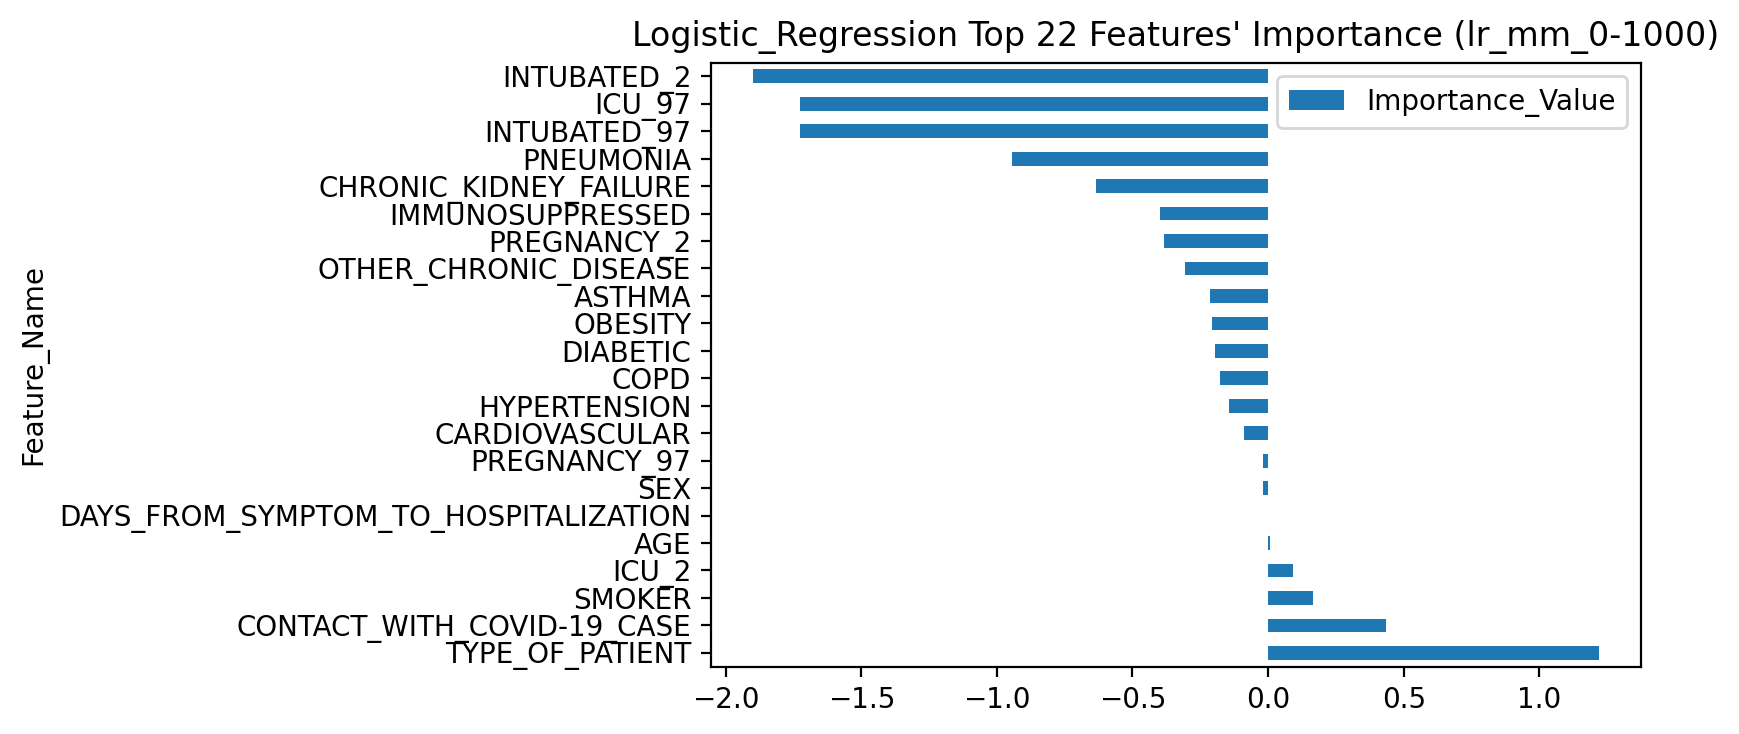 Logistic_Regression Top 22 Features' Importance (lr_mm_0-1000)
Importance_Value
Feature_Name
INTUBATED_2
ICU_97
INTUBATED_97
PNEUMONIA
CHRONIC_KIDNEY_FAILURE
IMMUNOSUPPRESSED
PREGNANCY_2
OTHER_CHRONIC_DISEASE
ASTHMA
OBESITY
DIABETIC
COPD
HYPERTENSION
CARDIOVASCULAR
PREGNANCY_97
SEX
DAYS_FROM_SYMPTOM_TO_HOSPITALIZATION
AGE
ICU_2
SMOKER
CONTACT_WITH_COVID-19_CASE
TYPE_OF_PATIENT
−2.0 −1.5 −1.0 −0.5 0.0 0.5 1.0